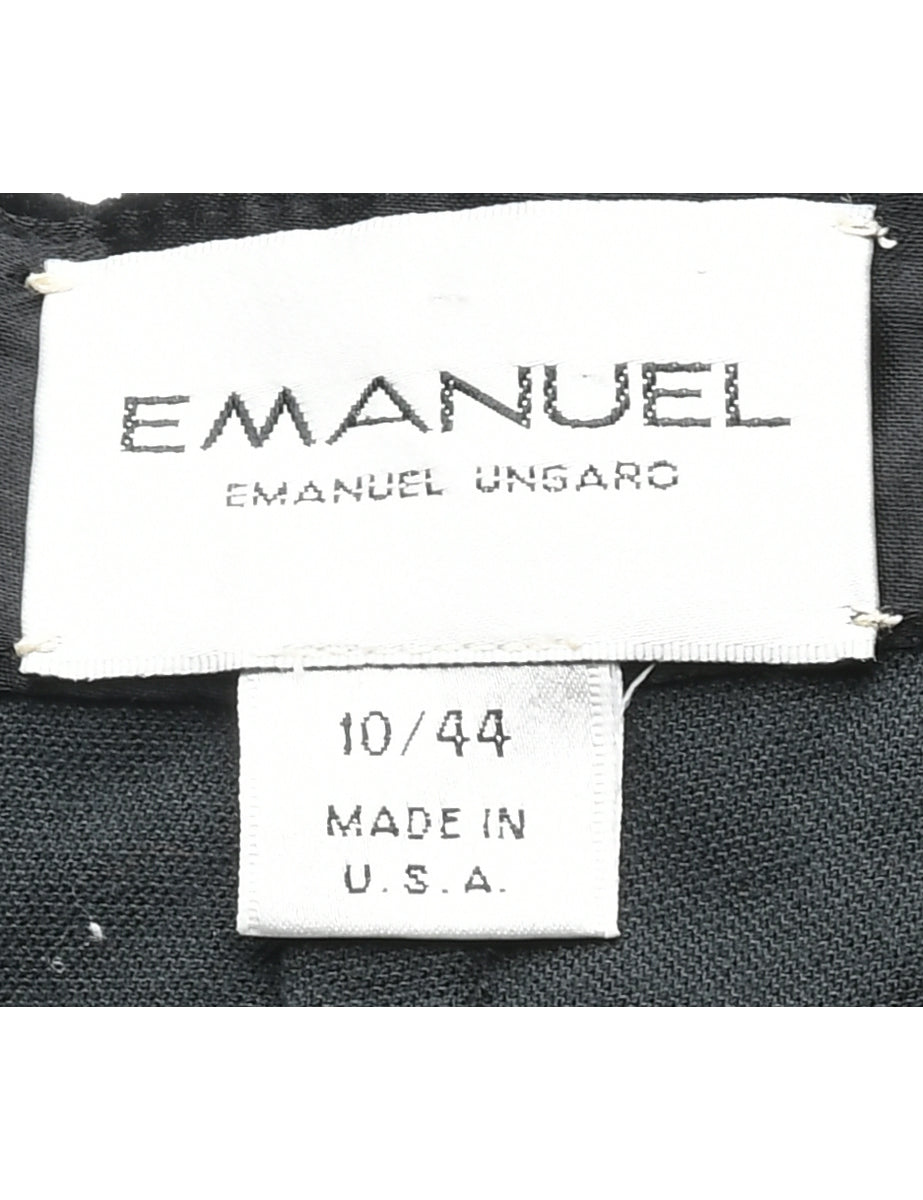 EMANUEL
EMANUEL UNGARO
10/44
MADE IN
U.S.A.